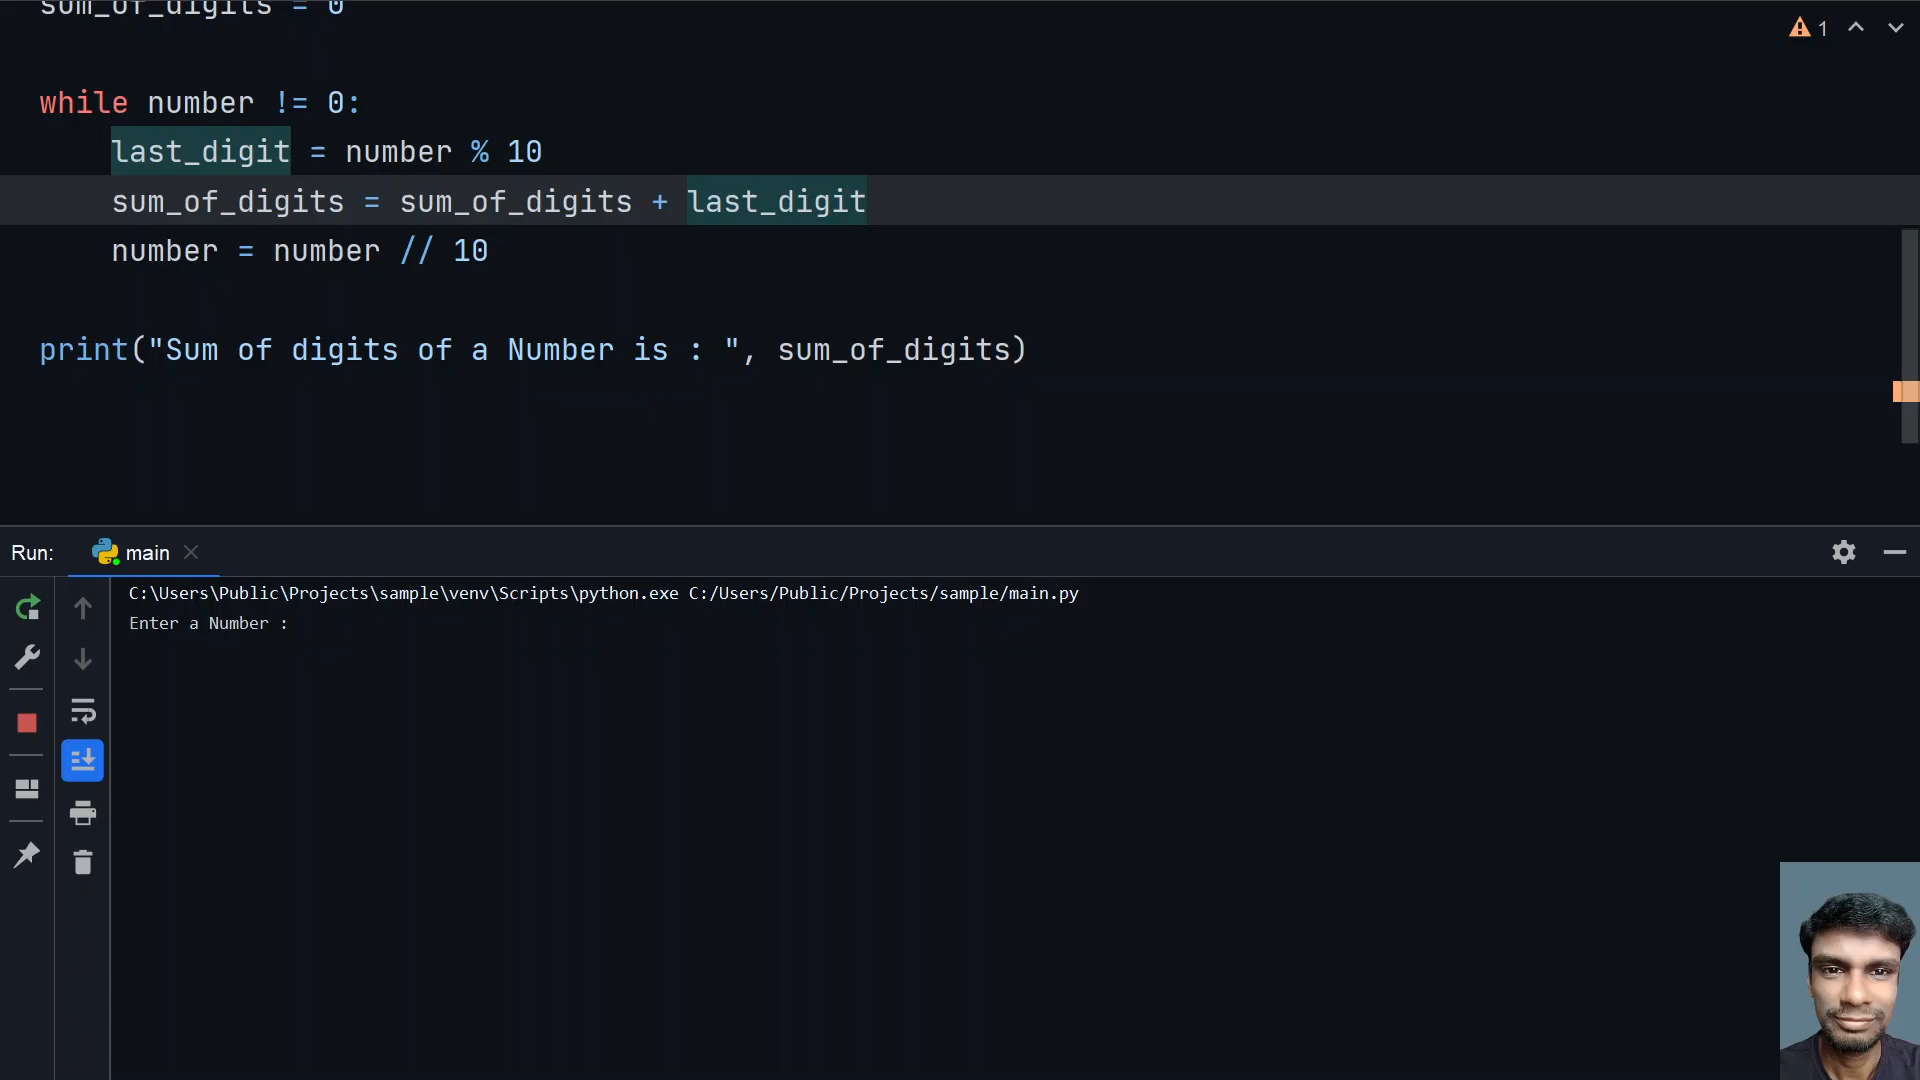 sum_of_digits = 0
1
while number != 0:
last_digit = number % 10
sum_of_digits = sum_of_digits + last_digit
number = number // 10
print("Sum of digits of a Number is : ", sum_of_digits)
Run: main
C:\Users\Public\Projects\sample\venv\Scripts\python.exe C:/Users/Public/Projects/sample/main.py
Enter a Number :